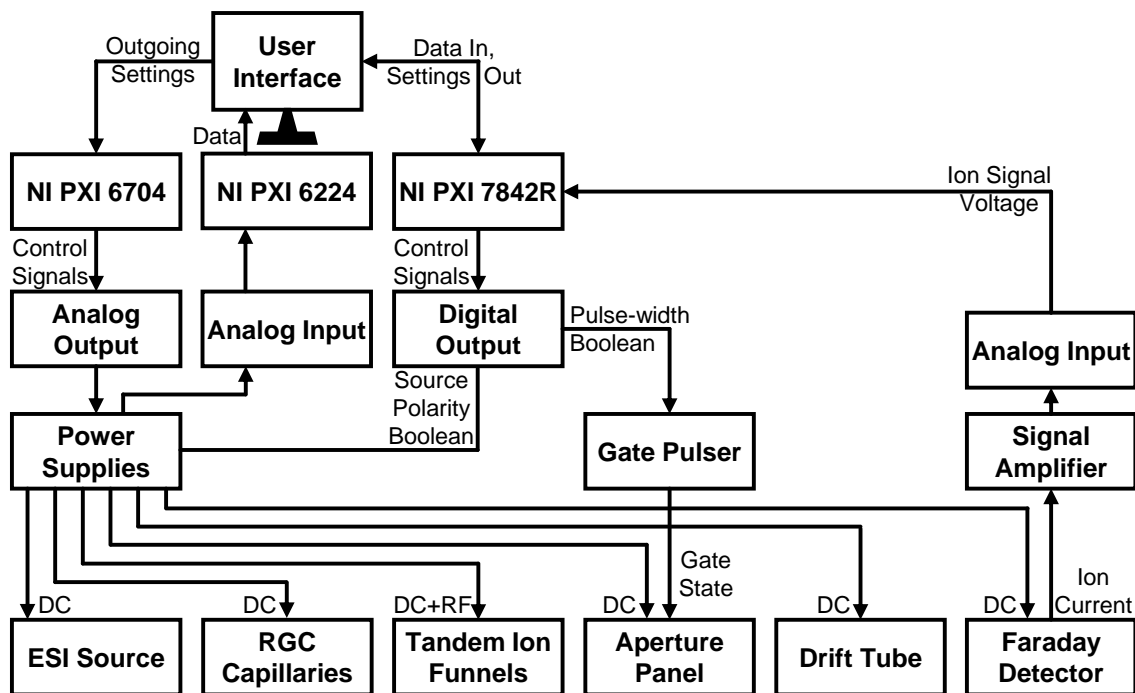 Outgoing
Settings
User
Interface
Data In,
Settings Out
Data
NI PXI 6704
NI PXI 6224
NI PXI 7842R
Ion Signal
Voltage
Control
Signals
Control
Signals
Analog
Output
Analog Input
Digital
Output
Pulse-width
Boolean
Analog Input
Source
Polarity
Boolean
Power
Supplies
Gate Pulser
Signal
Amplifier
Gate
State
Ion
Current
DC
DC
DC+RF
DC
DC
DC
ESI Source
RGC
Capillaries
Tandem Ion
Funnels
Aperture
Panel
Drift Tube
Faraday
Detector